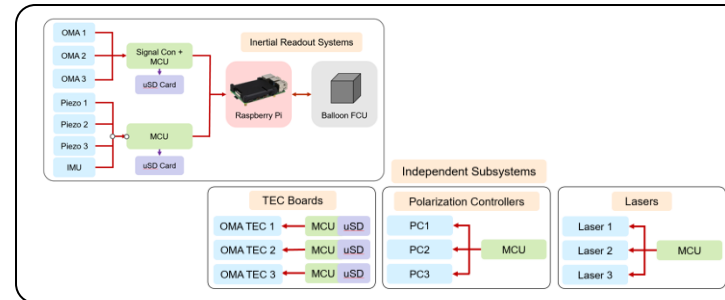 Inertial Readout Systems
OMA 1
OMA 2
OMA 3
Signal Con +
MCU
uSD Card
Piezo 1
Piezo 2
Piezo 3
IMU
MCU
uSD Card
Raspberry Pi
Balloon FCU
Independent Subsystems
TEC Boards
OMA TEC 1 MCU uSD
OMA TEC 2 MCU uSD
OMA TEC 3 MCU uSD
Polarization Controllers
PC1
PC2
PC3
MCU
Lasers
Laser 1
Laser 2
Laser 3
MCU